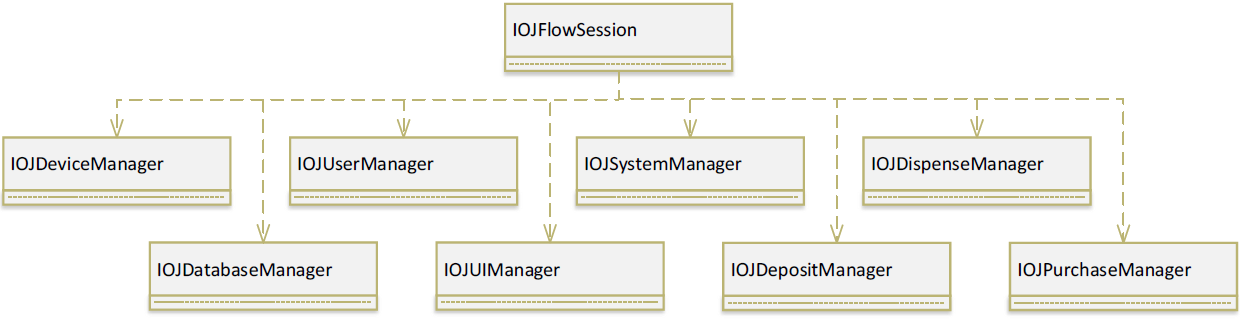 IOJFlowSession
IOJDeviceManager
IOJUserManager
IOJSystemManager
IOJDispenseManager
IOJDatabaseManager
IOJUIManager
IOJDepositManager
IOJPurchaseManager